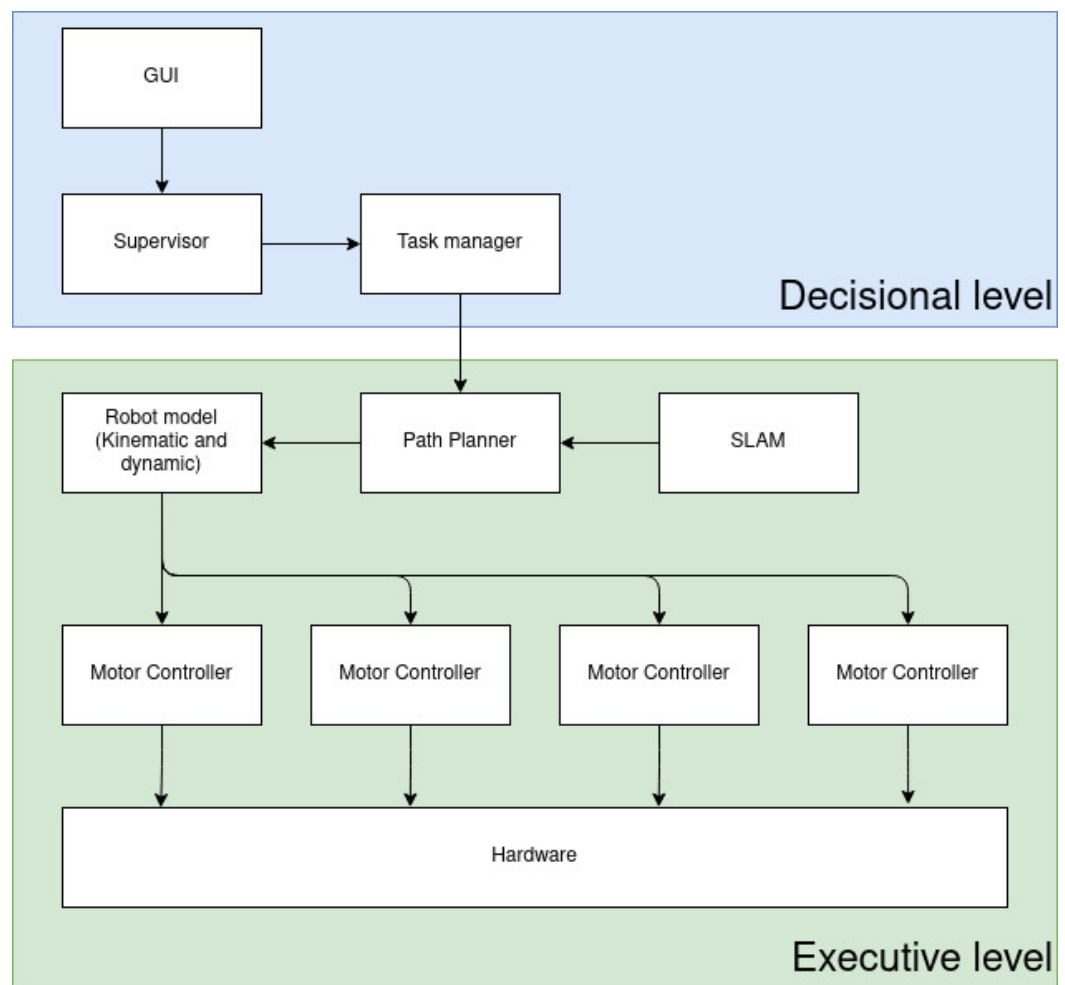 GUI
Supervisor
Task manager
Decisional level
Robot model
(Kinematic and
dynamic)
Path Planner
SLAM
Motor Controller
Motor Controller
Motor Controller
Motor Controller
Hardware
Executive level